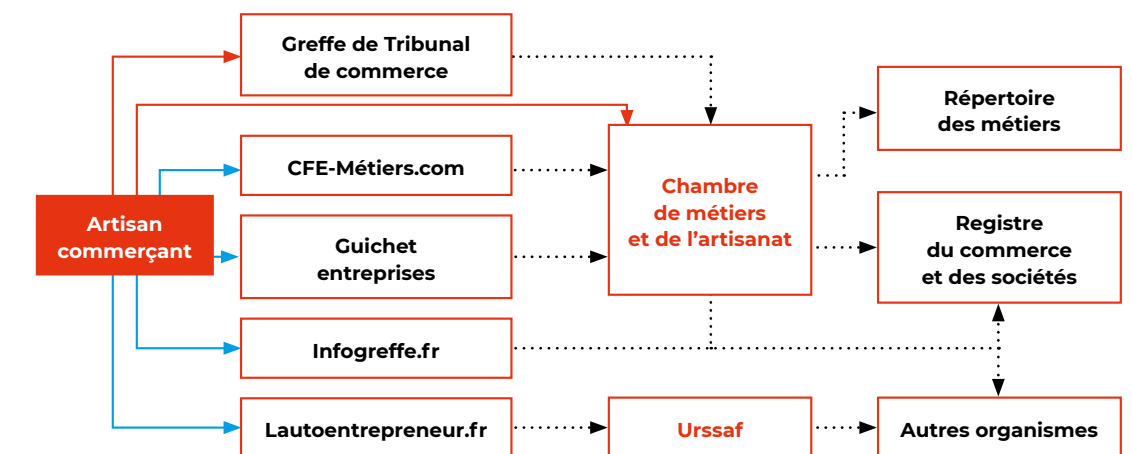 Greffe de Tribunal
de commerce
Répertoire
des métiers
CFE-Métiers.com
Chambre
de métiers
et de l’artisanat
Artisan
commerçant
Guichet
entreprises
Registre
du commerce
et des sociétés
Infogreffe.fr
Lautoentrepreneur.fr
Urssaf
Autres organismes